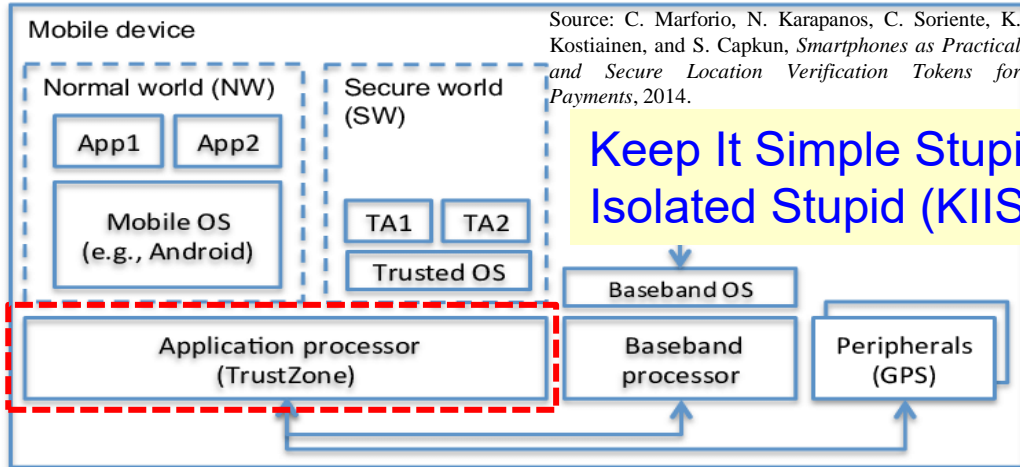 Mobile device
Source: C. Marforio, N. Karapanos, C. Soriente, K.
Kostiainen, and S. Capkun, Smartphones as Practical
and Secure Location Verification Tokens for
Payments, 2014.
Normal world (NW)
App1
App2
Mobile OS
(e.g., Android)
Secure world
(SW)
TA1
TA2
Trusted OS
Keep It Simple Stupi
Isolated Stupid (KIIS
Baseband OS
Application processor
(TrustZone)
Baseband
processor
Peripherals
(GPS)